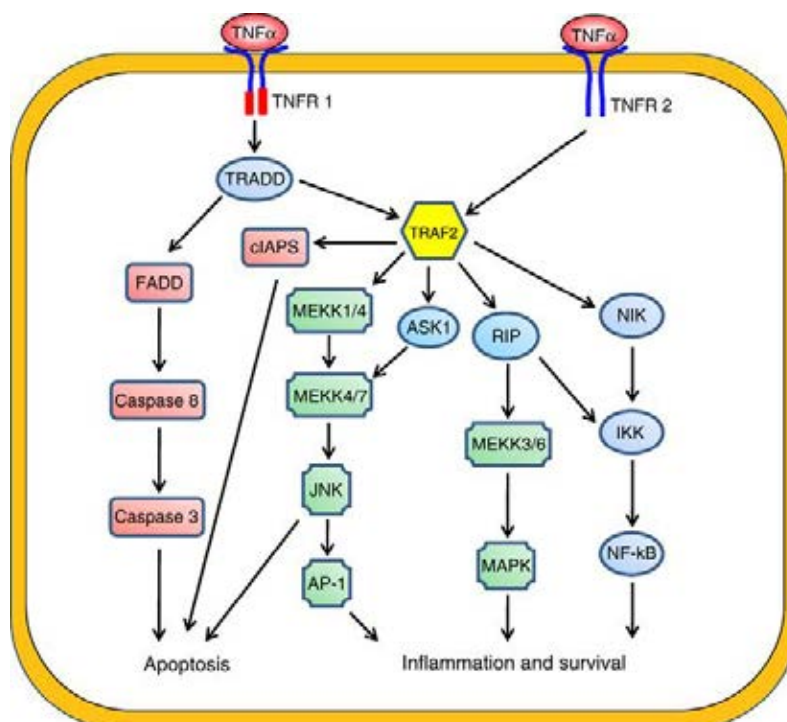 TNFα
TNFα
TNFR 1
TNFR 2
TRADD
TRAF2
cIAPS
FADD
MEKK1/4
ASK1
RIP
NIK
Caspase 8
MEKK4/7
MEKK3/6
IKK
Caspase 3
JNK
AP-1
MAPK
NF-kB
Apoptosis
Inflammation and survival